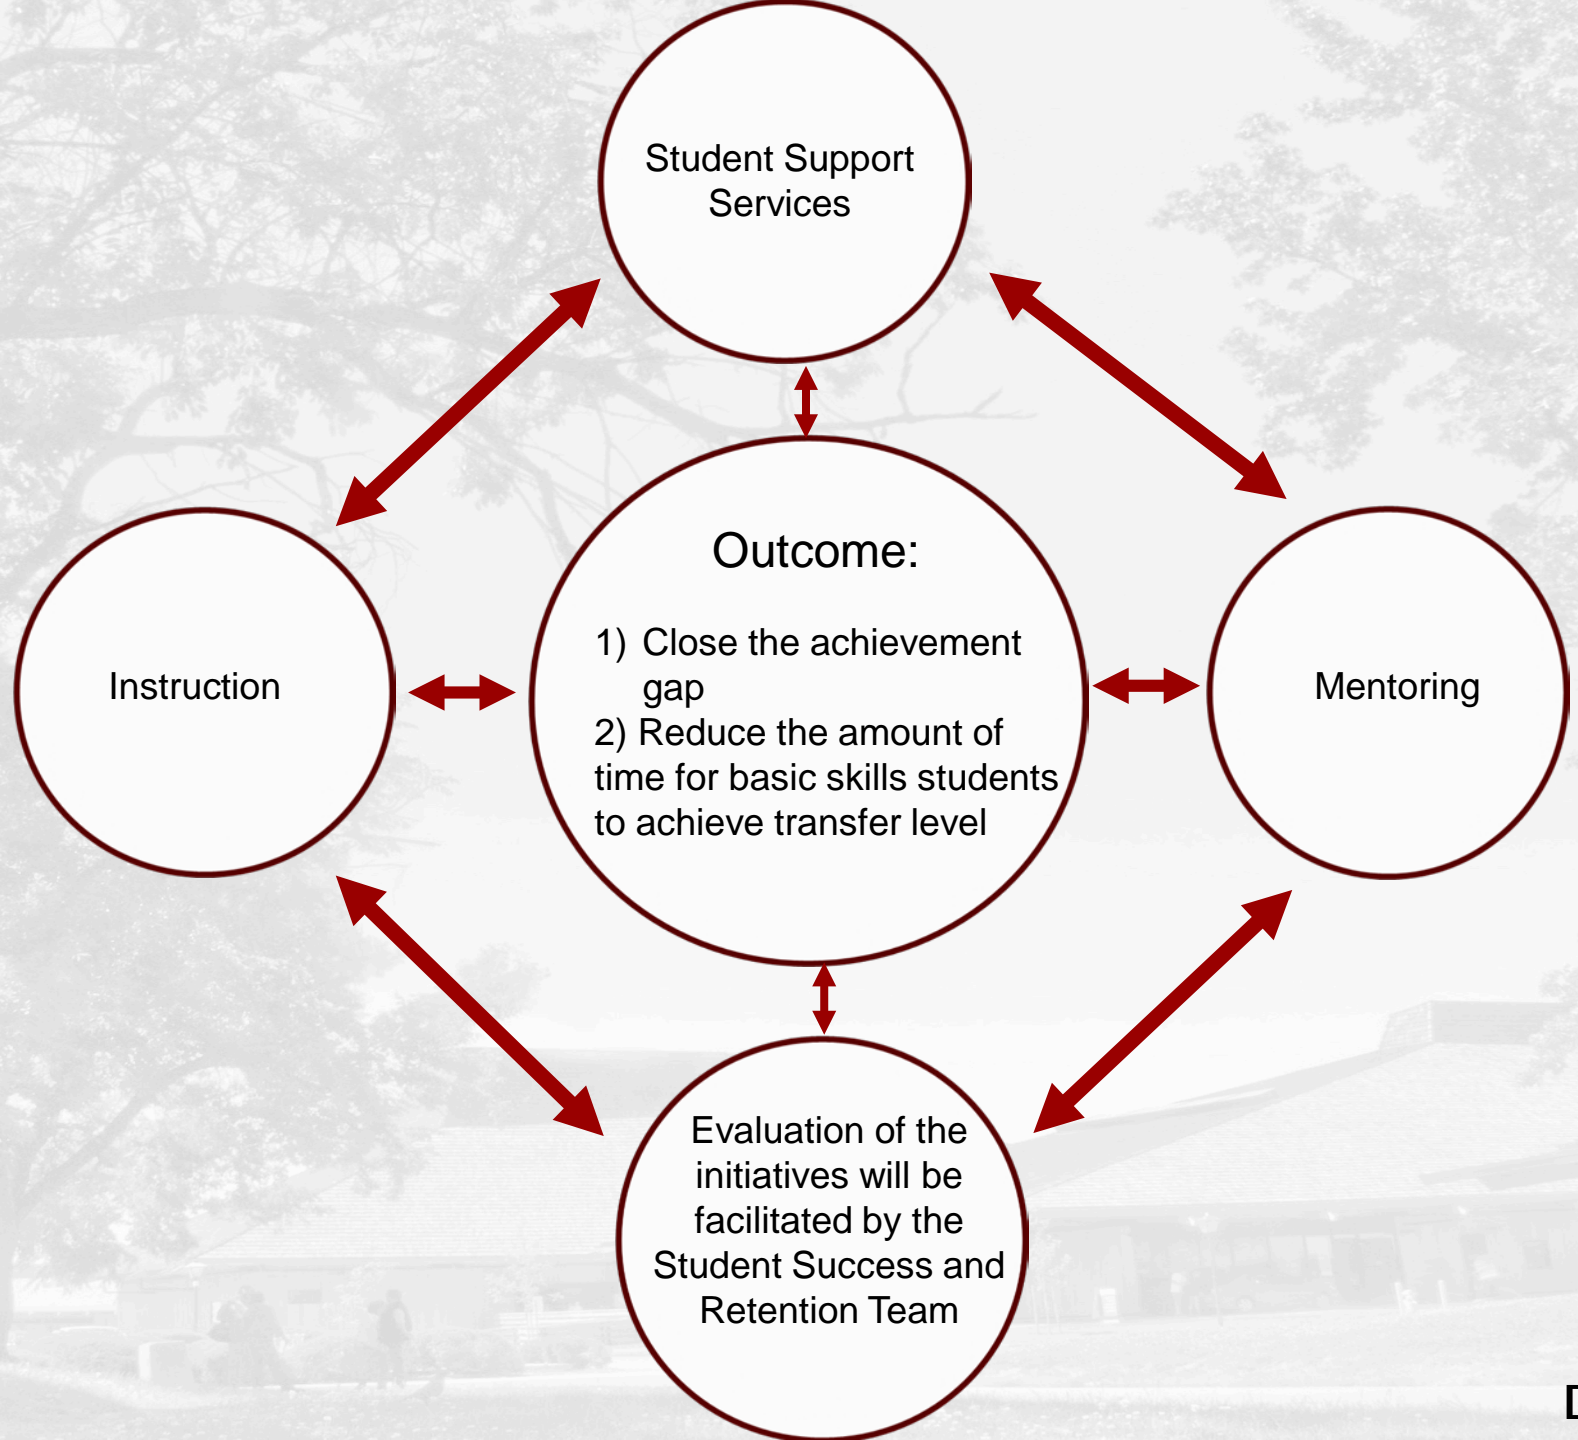 Student Support
Services
Outcome:
1) Close the achievement
gap
2) Reduce the amount of
time for basic skills students
to achieve transfer level
Instruction
Mentoring
Evaluation of the
initiatives will be
facilitated by the
Student Success and
Retention Team
D